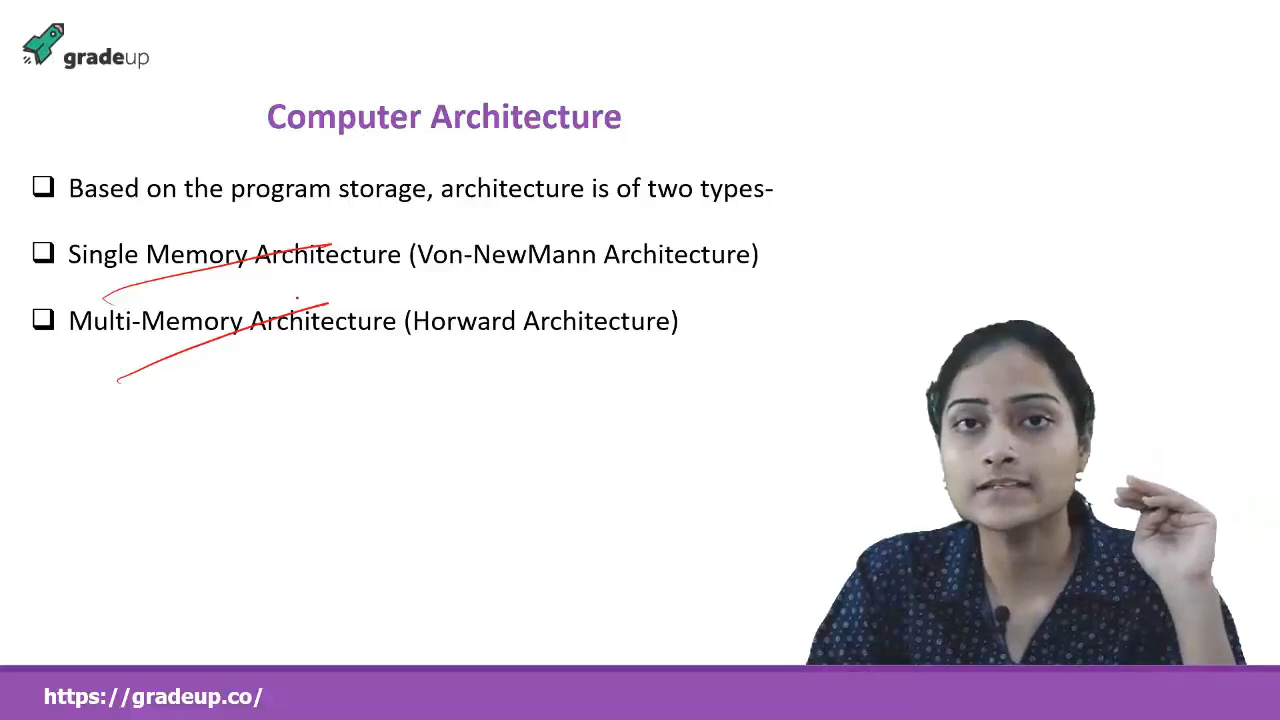 gradeup
Computer Architecture
Based on the program storage, architecture is of two types-
Single Memory Architecture (Von-NewMann Architecture)
Multi-Memory Architecture (Horward Architecture)
https://gradeup.co/